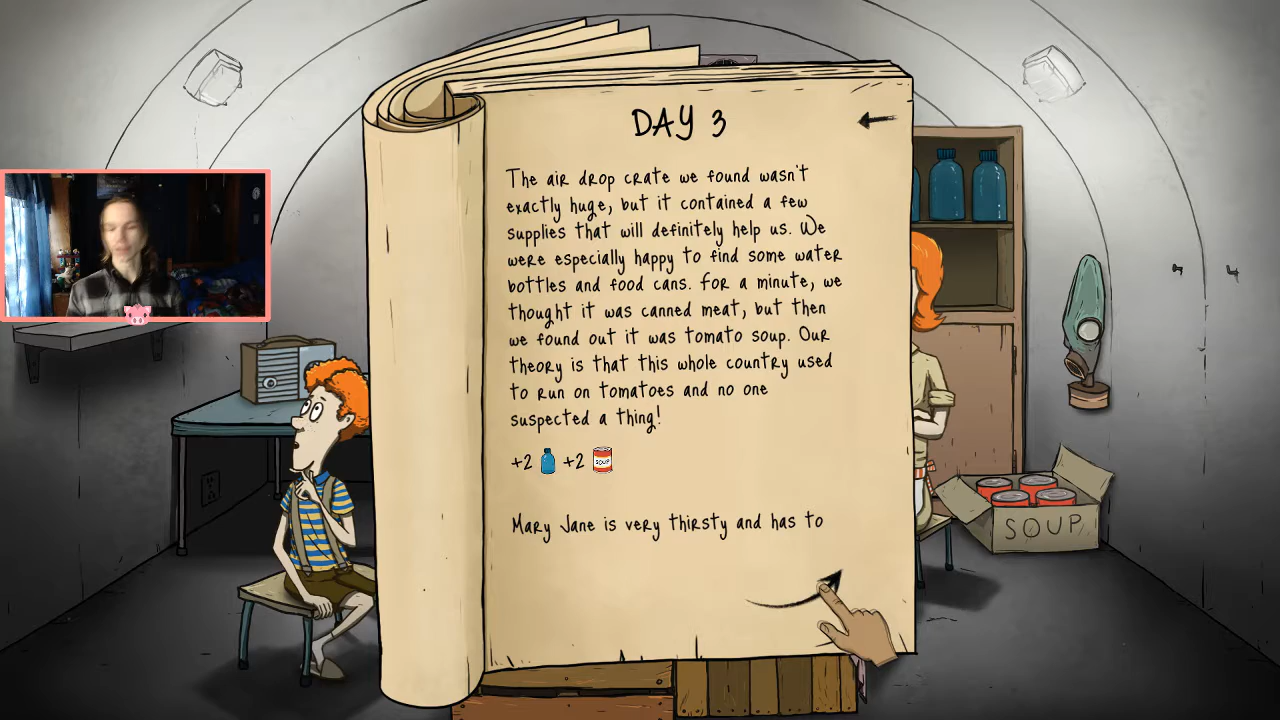 DAY 3
The air drop crate we found wasn't
exactly huge, but it contained a few
supplies that will definitely help us. We
were especially happy to find some water
bottles and food cans. For a minute, we
thought it was canned meat, but then
we found out it was tomato soup. Our
theory is that this whole country used
to run on tomatoes and no one
suspected a thing!
+2 +2 SOUP
Mary Jane is very thirsty and has to
SOUP